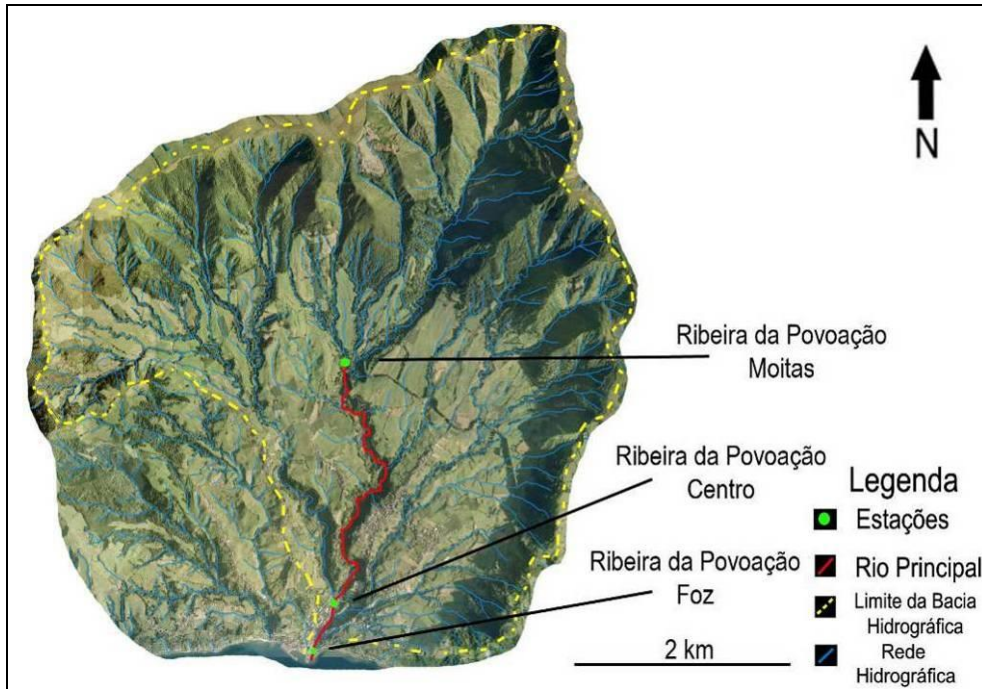 N
Ribeira da Povoação
Moitas
Ribeira da Povoação
Centro
Ribeira da Povoação
Foz
2 km
Legenda
Estações
Rio Principal
Limite da Bacia
Hidrográfica
Rede
Hidrográfica